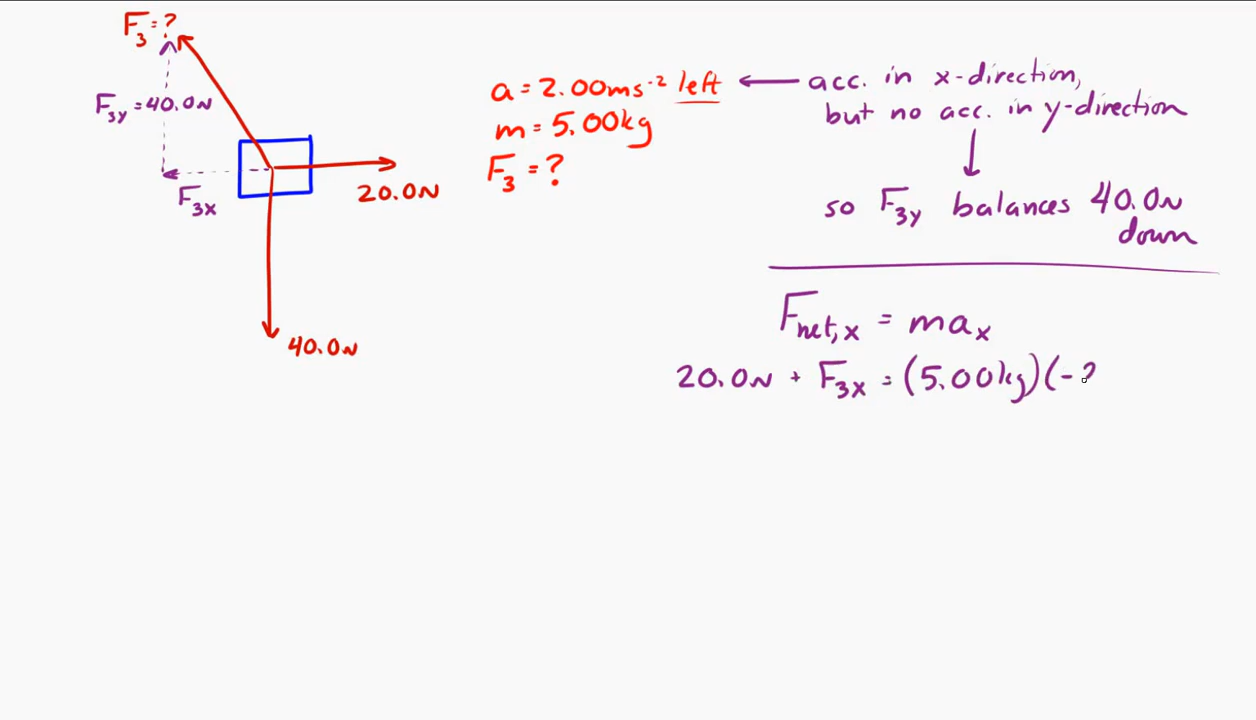 F₃ = ?
F₃y = 40.0N
F₃x
20.0N
40.0N
a = 2.00ms⁻² left
m = 5.00kg
F₃ = ?
acc. in x-direction,
but no acc. in y-direction
so F₃y balances 40.0N
down
Fnet,x = max
20.0N + F₃x = (5.00kg)(-2